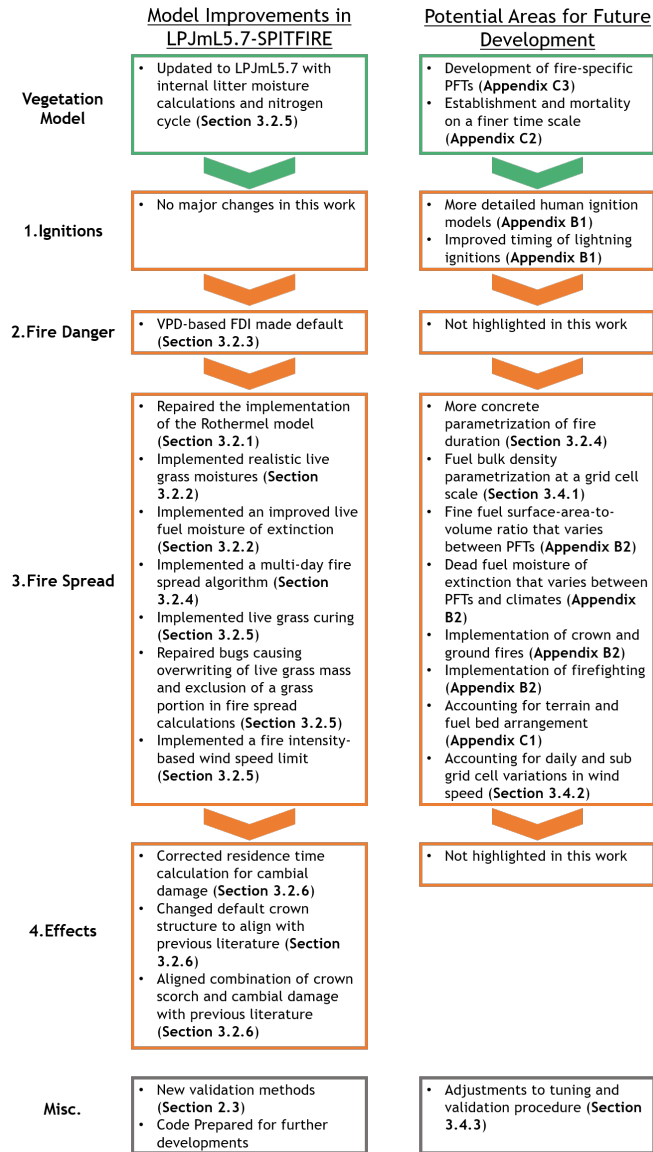 Model Improvements in
LPJmL5.7-SPITFIRE
Potential Areas for Future
Development
Vegetation
Model
• Updated to LPJmL5.7 with
internal litter moisture
calculations and nitrogen
cycle (Section 3.2.5)
• Development of fire-specific
PFTs (Appendix C3)
• Establishment and mortality
on a finer time scale
(Appendix C2)
1.Ignitions
• No major changes in this work
• More detailed human ignition
models (Appendix B1)
• Improved timing of lightning
ignitions (Appendix B1)
2.Fire Danger
• VPD-based FDI made default
(Section 3.2.3)
• Not highlighted in this work
3.Fire Spread
• Repaired the implementation
of the Rothermel model
(Section 3.2.1)
• Implemented realistic live
grass moistures (Section
3.2.2)
• Implemented an improved live
fuel moisture of extinction
(Section 3.2.2)
• Implemented a multi-day fire
spread algorithm (Section
3.2.4)
• Implemented live grass curing
(Section 3.2.5)
• Repaired bugs causing
overwriting of live grass mass
and exclusion of a grass
portion in fire spread
calculations (Section 3.2.5)
• Implemented a fire intensity-
based wind speed limit
(Section 3.2.5)
• More concrete
parametrization of fire
duration (Section 3.2.4)
• Fuel bulk density
parametrization at a grid cell
scale (Section 3.4.1)
• Fine fuel surface-area-to-
volume ratio that varies
between PFTs (Appendix B2)
• Dead fuel moisture of
extinction that varies between
PFTs and climates (Appendix
B2)
• Implementation of crown and
ground fires (Appendix B2)
• Implementation of firefighting
(Appendix B2)
• Accounting for terrain and
fuel bed arrangement
(Appendix C1)
• Accounting for daily and sub
grid cell variations in wind
speed (Section 3.4.2)
4.Effects
• Corrected residence time
calculation for cambial
damage (Section 3.2.6)
• Changed default crown
structure to align with
previous literature (Section
3.2.6)
• Aligned combination of crown
scorch and cambial damage
with previous literature
(Section 3.2.6)
• Not highlighted in this work
Misc.
• New validation methods
(Section 2.3)
• Code Prepared for further
developments
• Adjustments to tuning and
validation procedure (Section
3.4.3)